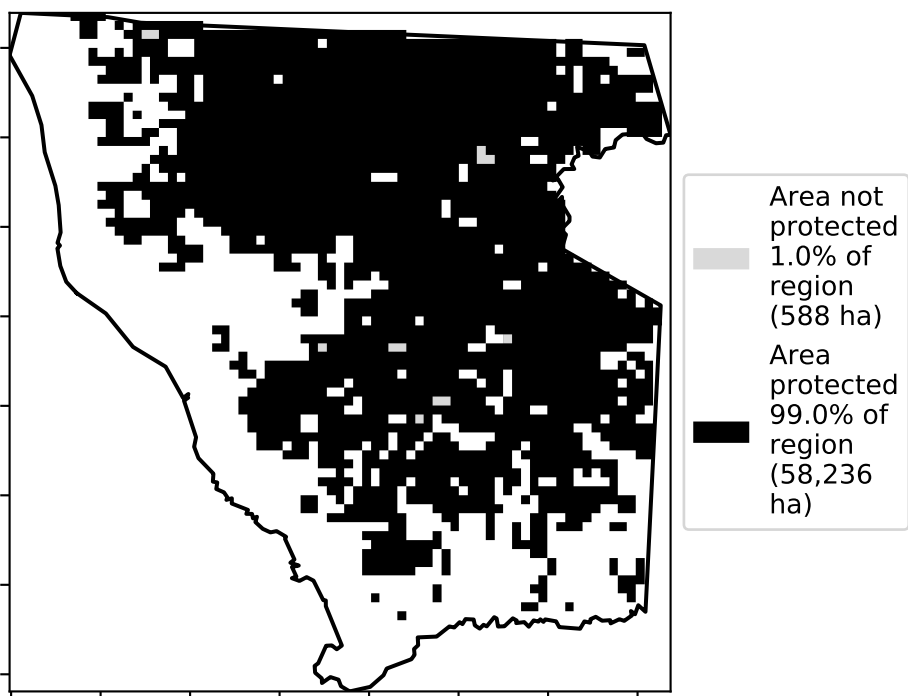 Area not
protected
1.0% of
region
(588 ha)
Area
protected
99.0% of
region
(58,236
ha)